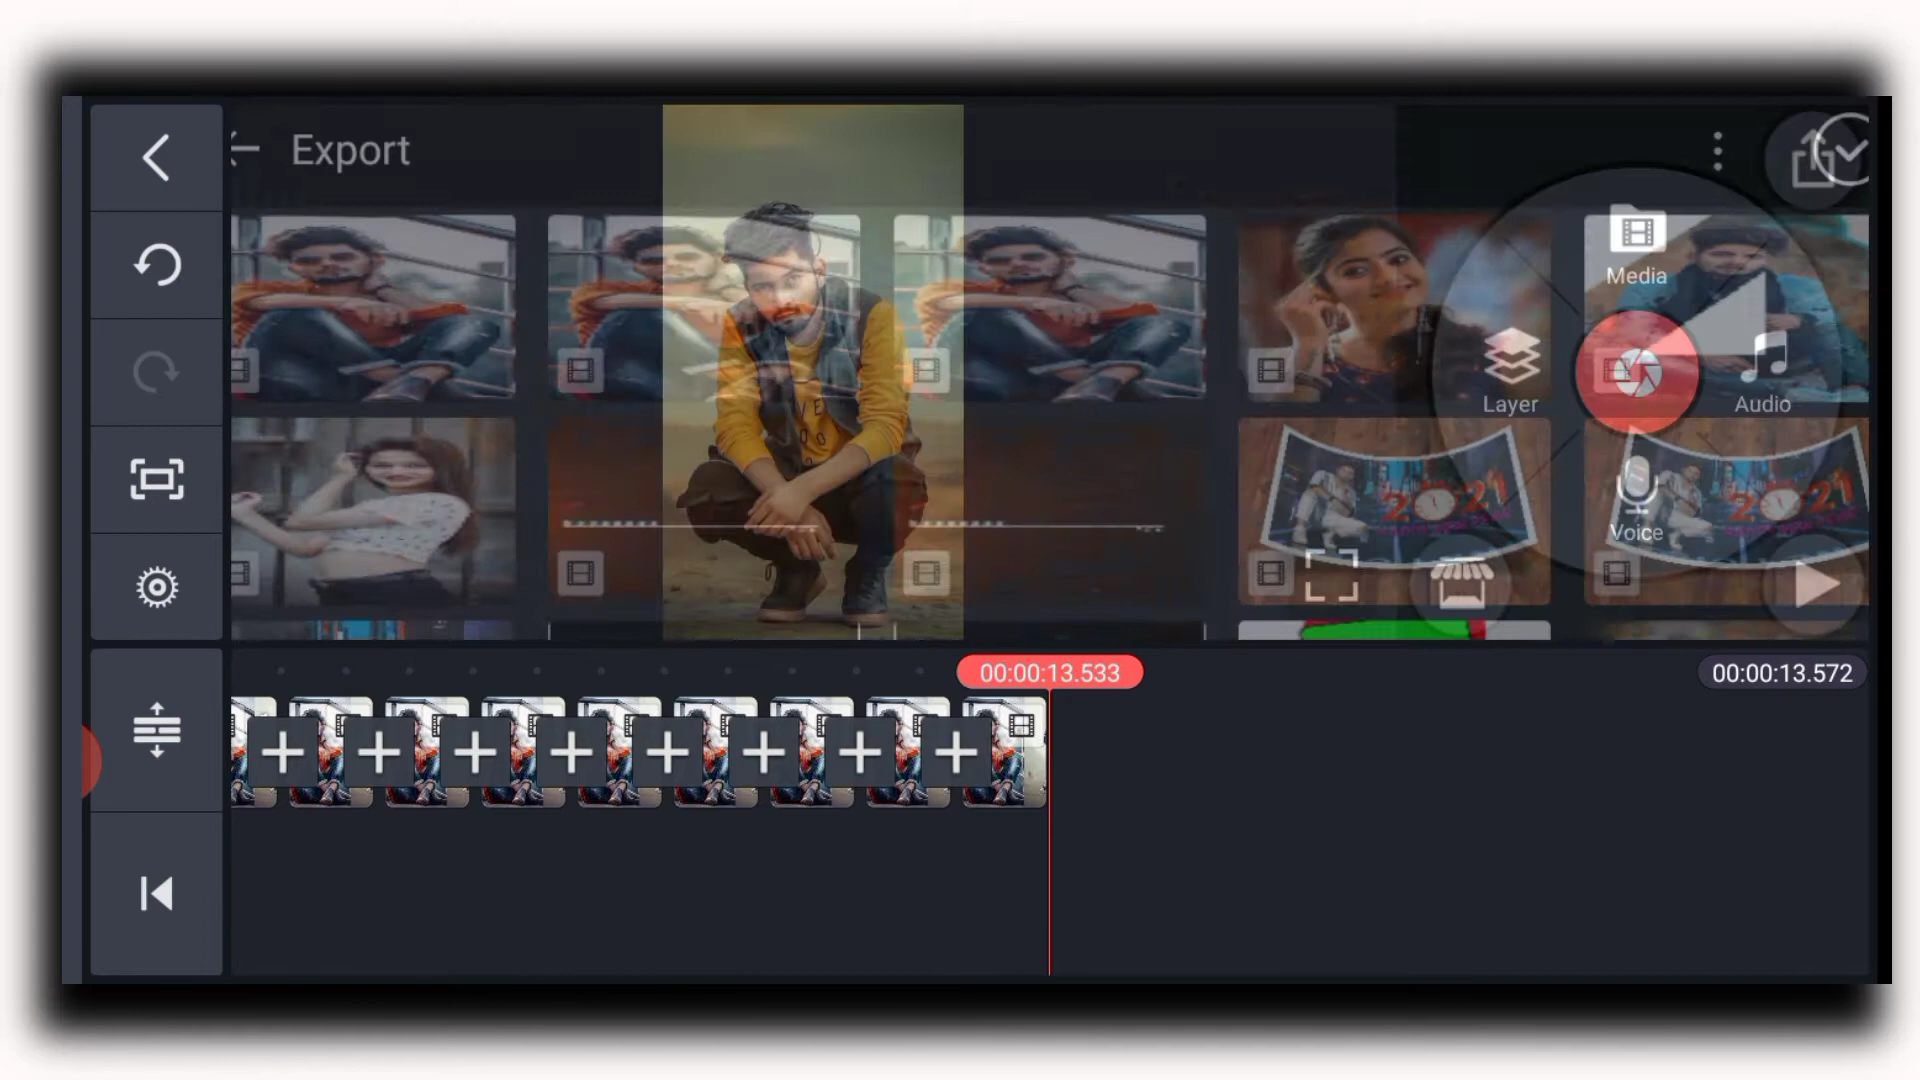 Export
Media
Layer
Audio
Voice
2021
2021
00:00:13.533
00:00:13.572